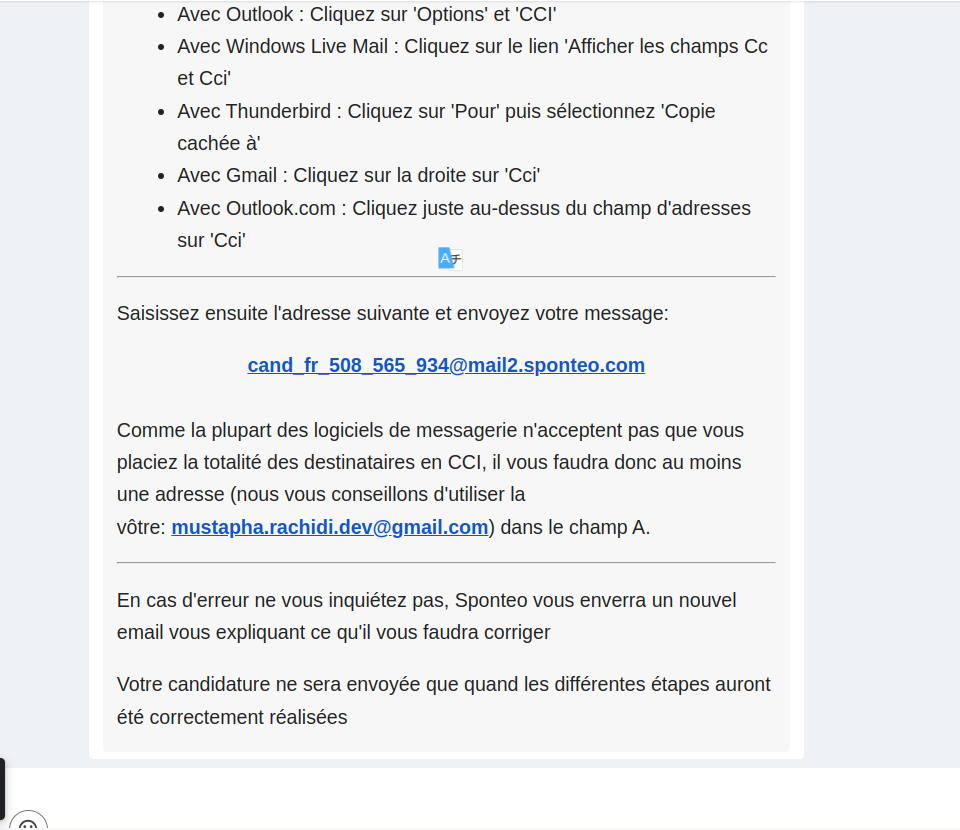 Avec Outlook : Cliquez sur 'Options' et 'CCI'
Avec Windows Live Mail : Cliquez sur le lien 'Afficher les champs Cc
et Cci'
Avec Thunderbird : Cliquez sur 'Pour' puis sélectionnez 'Copie
cachée à'
Avec Gmail : Cliquez sur la droite sur 'Cci'
Avec Outlook.com : Cliquez juste au-dessus du champ d'adresses
sur 'Cci'
Saisissez ensuite l'adresse suivante et envoyez votre message:
cand_fr_508_565_934@mail2.sponteo.com
Comme la plupart des logiciels de messagerie n'acceptent pas que vous
placiez la totalité des destinataires en CCI, il vous faudra donc au moins
une adresse (nous vous conseillons d'utiliser la
vôtre: mustapha.rachidi.dev@gmail.com) dans le champ A.
En cas d'erreur ne vous inquiétez pas, Sponteo vous enverra un nouvel
email vous expliquant ce qu'il vous faudra corriger
Votre candidature ne sera envoyée que quand les différentes étapes auront
été correctement réalisées